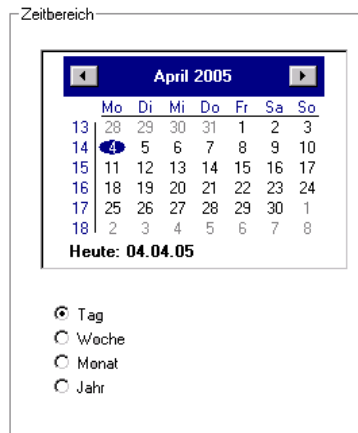 Zeitbereich
April 2005
Mo Di Mi Do Fr Sa So
13 28 29 30 31 1 2 3
14 4 5 6 7 8 9 10
15 11 12 13 14 15 16 17
16 18 19 20 21 22 23 24
17 25 26 27 28 29 30 1
18 2 3 4 5 6 7 8
Heute: 04.04.05
Tag
Woche
Monat
Jahr